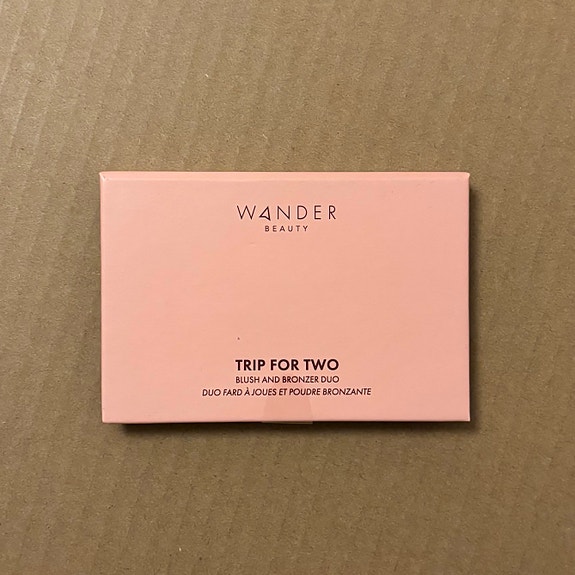 WANDER
BEAUTY
TRIP FOR TWO
BLUSH AND BRONZER DUO
DUO FARD À JOUES ET POUDRE BRONZANTE